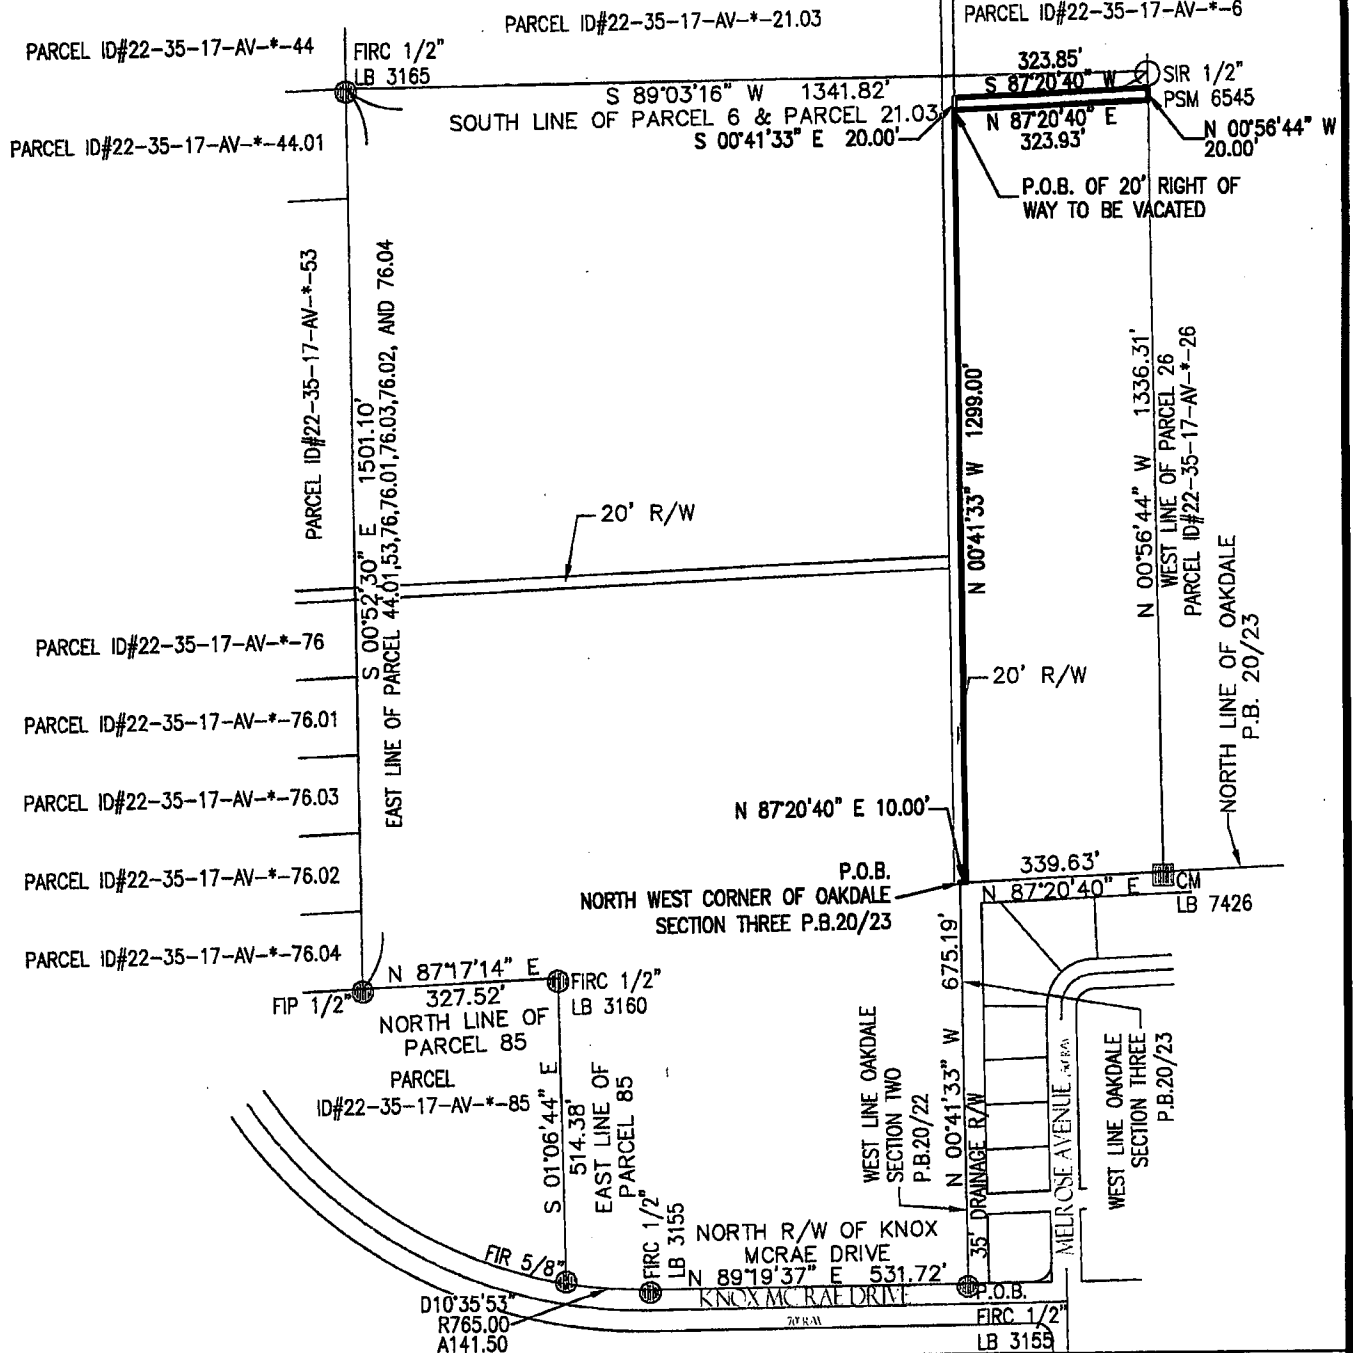 PARCEL ID#22-35-17-AV-*-21.03
PARCEL ID#22-35-17-AV-*-6
PARCEL ID#22-35-17-AV-*-44
FIRC 1/2"
LB 3165
323.85'
S 87°20'40" W
SIR 1/2"
PSM 6545
S 89°03'16" W 1341.82'
SOUTH LINE OF PARCEL 6 & PARCEL 21.03
N 87°20'40" E
323.93'
N 00°56'44" W
20.00'
S 00°41'33" E 20.00'
PARCEL ID#22-35-17-AV-*-44.01
P.O.B. OF 20' RIGHT OF
WAY TO BE VACATED
PARCEL ID#22-35-17-AV-*-53
S 00°52'30" E 1501.10'
EAST LINE OF PARCEL 44.01,53,76,76.01,76.03,76.02, AND 76.04
N 00°41'33" W 1299.00'
N 00°56'44" W 1336.31'
WEST LINE OF PARCEL 26
PARCEL ID#22-35-17-AV-*-26
20' R/W
NORTH LINE OF OAKDALE
P.B. 20/23
PARCEL ID#22-35-17-AV-*-76
20' R/W
PARCEL ID#22-35-17-AV-*-76.01
PARCEL ID#22-35-17-AV-*-76.03
N 87°20'40" E 10.00'
PARCEL ID#22-35-17-AV-*-76.02
P.O.B.
NORTH WEST CORNER OF OAKDALE
SECTION THREE P.B.20/23
339.63'
N 87°20'40" E
CM
LB 7426
PARCEL ID#22-35-17-AV-*-76.04
N 87°17'14" E
327.52'
FIP 1/2"
FIRC 1/2"
LB 3160
NORTH LINE OF
PARCEL 85
PARCEL
ID#22-35-17-AV-*-85
S 01°06'44" E
514.38'
EAST LINE OF
PARCEL 85
WEST LINE OAKDALE
SECTION TWO
P.B.20/22
N 00°41'33" W 675.19'
35' DRAINAGE R/W
MELROSE AVENUE 50' R/W
WEST LINE OAKDALE
SECTION THREE
P.B.20/23
FIR 5/8"
FIRC 1/2"
LB 3155
NORTH R/W OF KNOX
MCRAE DRIVE
N 89°19'37" E 531.72'
KNOX MC RAE DRIVE
70' R/W
D10°35'53"
R765.00
A141.50
P.O.B.
FIRC 1/2"
LB 3155